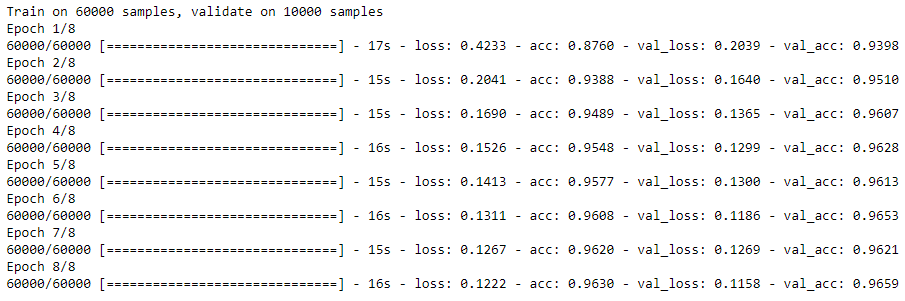 Train on 60000 samples, validate on 10000 samples
Epoch 1/8
60000/60000 [==============================] - 17s - loss: 0.4233 - acc: 0.8760 - val_loss: 0.2039 - val_acc: 0.9398
Epoch 2/8
60000/60000 [==============================] - 15s - loss: 0.2041 - acc: 0.9388 - val_loss: 0.1640 - val_acc: 0.9510
Epoch 3/8
60000/60000 [==============================] - 15s - loss: 0.1690 - acc: 0.9489 - val_loss: 0.1365 - val_acc: 0.9607
Epoch 4/8
60000/60000 [==============================] - 16s - loss: 0.1526 - acc: 0.9548 - val_loss: 0.1299 - val_acc: 0.9628
Epoch 5/8
60000/60000 [==============================] - 15s - loss: 0.1413 - acc: 0.9577 - val_loss: 0.1300 - val_acc: 0.9613
Epoch 6/8
60000/60000 [==============================] - 16s - loss: 0.1311 - acc: 0.9608 - val_loss: 0.1186 - val_acc: 0.9653
Epoch 7/8
60000/60000 [==============================] - 15s - loss: 0.1267 - acc: 0.9620 - val_loss: 0.1269 - val_acc: 0.9621
Epoch 8/8
60000/60000 [==============================] - 16s - loss: 0.1222 - acc: 0.9630 - val_loss: 0.1158 - val_acc: 0.9659